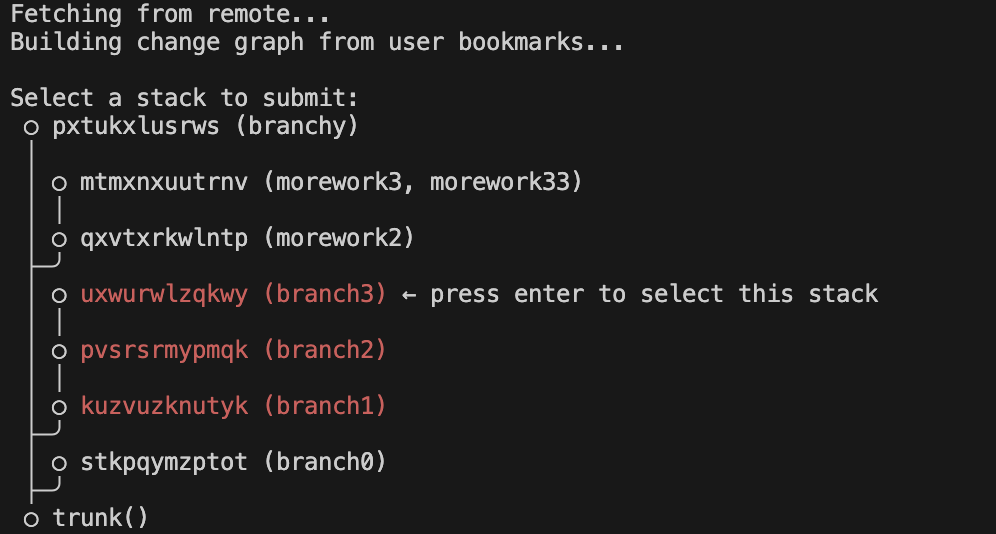 Fetching from remote...
Building change graph from user bookmarks...
Select a stack to submit:
pxtukxlusrws (branchy)
mtmxnxuutrnv (morework3, morework33)
qxvtxrkwlntp (morework2)
uxwurwlzqkwy (branch3) ← press enter to select this stack
pvsrsrmypmqk (branch2)
kuzvuzknutyk (branch1)
stkpqymzptot (branch0)
trunk()